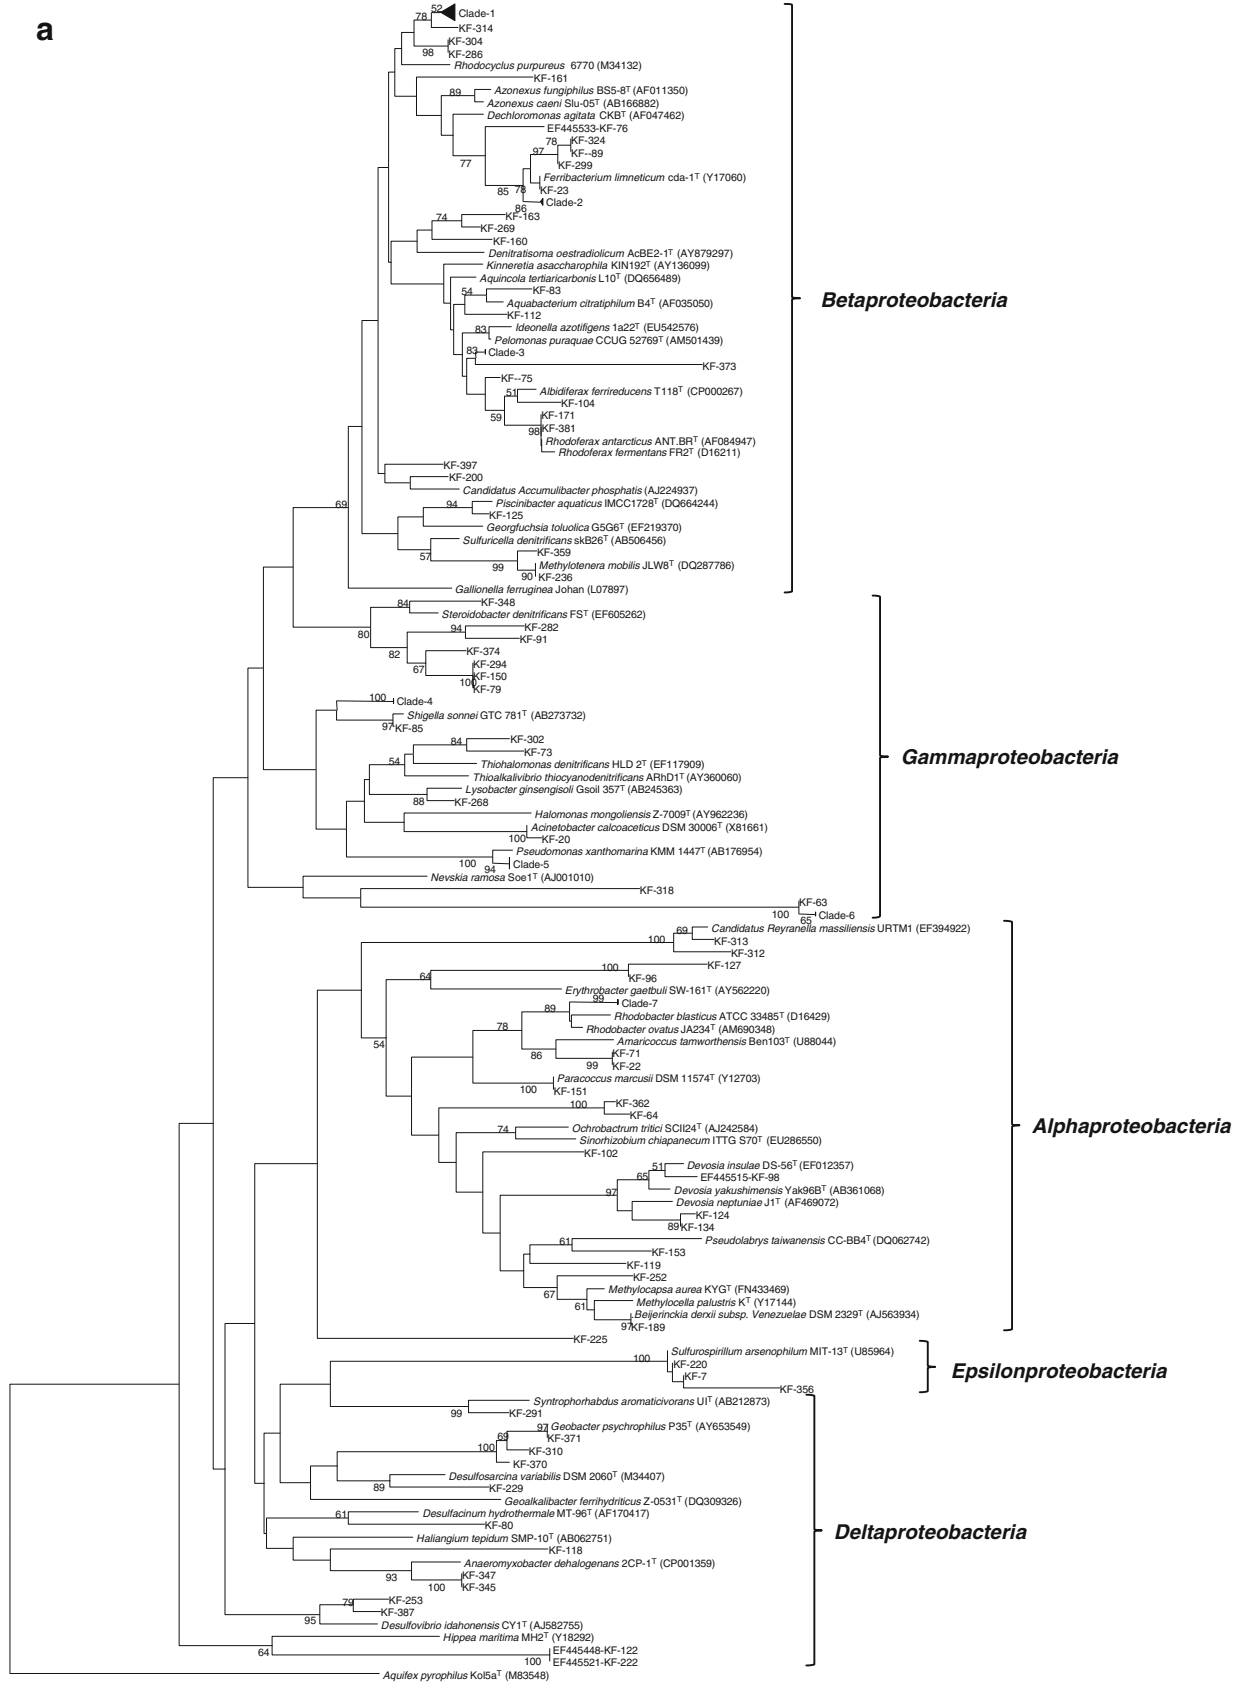 a
52
Clade-1
78
KF-314
KF-304
98
KF-286
Rhodocyclus purpureus 6770 (M34132)
KF-161
89
Azonexus fungiphilus BS5-8T (AF011350)
Azonexus caeni Slu-05T (AB166882)
Dechloromonas agitata CKBT (AF047462)
EF445533-KF-76
78
KF-324
97
KF--89
77
KF-299
Ferribacterium limneticum cda-1T (Y17060)
85
78
KF-23
Clade-2
86
KF-163
74
KF-269
KF-160
Denitratisoma oestradiolicum AcBE2-1T (AY879297)
Kinneretia asaccharophila KIN192T (AY136099)
Aquincola tertiaricarbonis L10T (DQ656489)
54
KF-83
Aquabacterium citratiphilum B4T (AF035050)
KF-112
83
Ideonella azotifigens 1a22T (EU542576)
Pelomonas puraquae CCUG 52769T (AM501439)
83
Clade-3
KF-373
KF--75
51
Albidiferax ferrireducens T118T (CP000267)
KF-104
59
KF-171
98
KF-381
Rhodoferax antarcticus ANT.BRT (AF084947)
Rhodoferax fermentans FR2T (D16211)
KF-397
KF-200
Candidatus Accumulibacter phosphatis (AJ224937)
69
94
Piscinibacter aquaticus IMCC1728T (DQ664244)
KF-125
Georgfuchsia toluolica G5G6T (EF219370)
Sulfuricella denitrificans skB26T (AB506456)
57
KF-359
99
Methylotenera mobilis JLW8T (DQ287786)
90
KF-236
Gallionella ferruginea Johan (L07897)
Betaproteobacteria
84
KF-348
Steroidobacter denitrificans FST (EF605262)
80
94
KF-282
KF-91
82
KF-374
67
KF-294
KF-150
100
KF-79
100
Clade-4
Shigella sonnei GTC 781T (AB273732)
97
KF-85
84
KF-302
KF-73
54
Thiohalomonas denitrificans HLD 2T (EF117909)
Thioalkalivibrio thiocyanodenitrificans ARhD1T (AY360060)
Lysobacter ginsengisoli Gsoil 357T (AB245363)
88
KF-268
Halomonas mongoliensis Z-7009T (AY962236)
Acinetobacter calcoaceticus DSM 30006T (X81661)
100
KF-20
Pseudomonas xanthomarina KMM 1447T (AB176954)
100
94
Clade-5
Nevskia ramosa Soe1T (AJ001010)
KF-318
KF-63
100
65
Clade-6
Gammaproteobacteria
69
Candidatus Reyranella massiliensis URTM1 (EF394922)
100
KF-313
KF-312
100
KF-127
64
KF-96
Erythrobacter gaetbuli SW-161T (AY562220)
99
Clade-7
89
Rhodobacter blasticus ATCC 33485T (D16429)
78
Rhodobacter ovatus JA234T (AM690348)
54
Amaricoccus tamworthensis Ben103T (U88044)
86
KF-71
99
KF-22
Paracoccus marcusii DSM 11574T (Y12703)
100
KF-151
100
KF-362
KF-64
74
Ochrobactrum tritici SCII24T (AJ242584)
Sinorhizobium chiapanecum ITTG S70T (EU286550)
KF-102
51
Devosia insulae DS-56T (EF012357)
65
EF445515-KF-98
97
Devosia yakushimensis Yak96BT (AB361068)
Devosia neptuniae J1T (AF469072)
KF-124
89
KF-134
61
Pseudolabrys taiwanensis CC-BB4T (DQ062742)
KF-153
KF-119
KF-252
67
Methylocapsa aurea KYGT (FN433469)
61
Methylocella palustris KT (Y17144)
Beijerinckia derxii subsp. Venezuelae DSM 2329T (AJ563934)
97
KF-189
KF-225
Alphaproteobacteria
Sulfurospirillum arsenophilum MIT-13T (U85964)
100
KF-220
KF-7
KF-356
Epsilonproteobacteria
Syntrophorhabdus aromaticivorans UIT (AB212873)
99
KF-291
97
Geobacter psychrophilus P35T (AY653549)
69
KF-371
100
KF-310
KF-370
Desulfosarcina variabilis DSM 2060T (M34407)
89
KF-229
Geoalkalibacter ferrihydriticus Z-0531T (DQ309326)
61
Desulfacinum hydrothermale MT-96T (AF170417)
KF-80
Haliangium tepidum SMP-10T (AB062751)
KF-118
Anaeromyxobacter dehalogenans 2CP-1T (CP001359)
93
KF-347
100
KF-345
79
KF-253
KF-387
95
Desulfovibrio idahonensis CY1T (AJ582755)
Hippea maritima MH2T (Y18292)
64
EF445448-KF-122
100
EF445521-KF-222
Deltaproteobacteria
Aquifex pyrophilus Kol5aT (M83548)